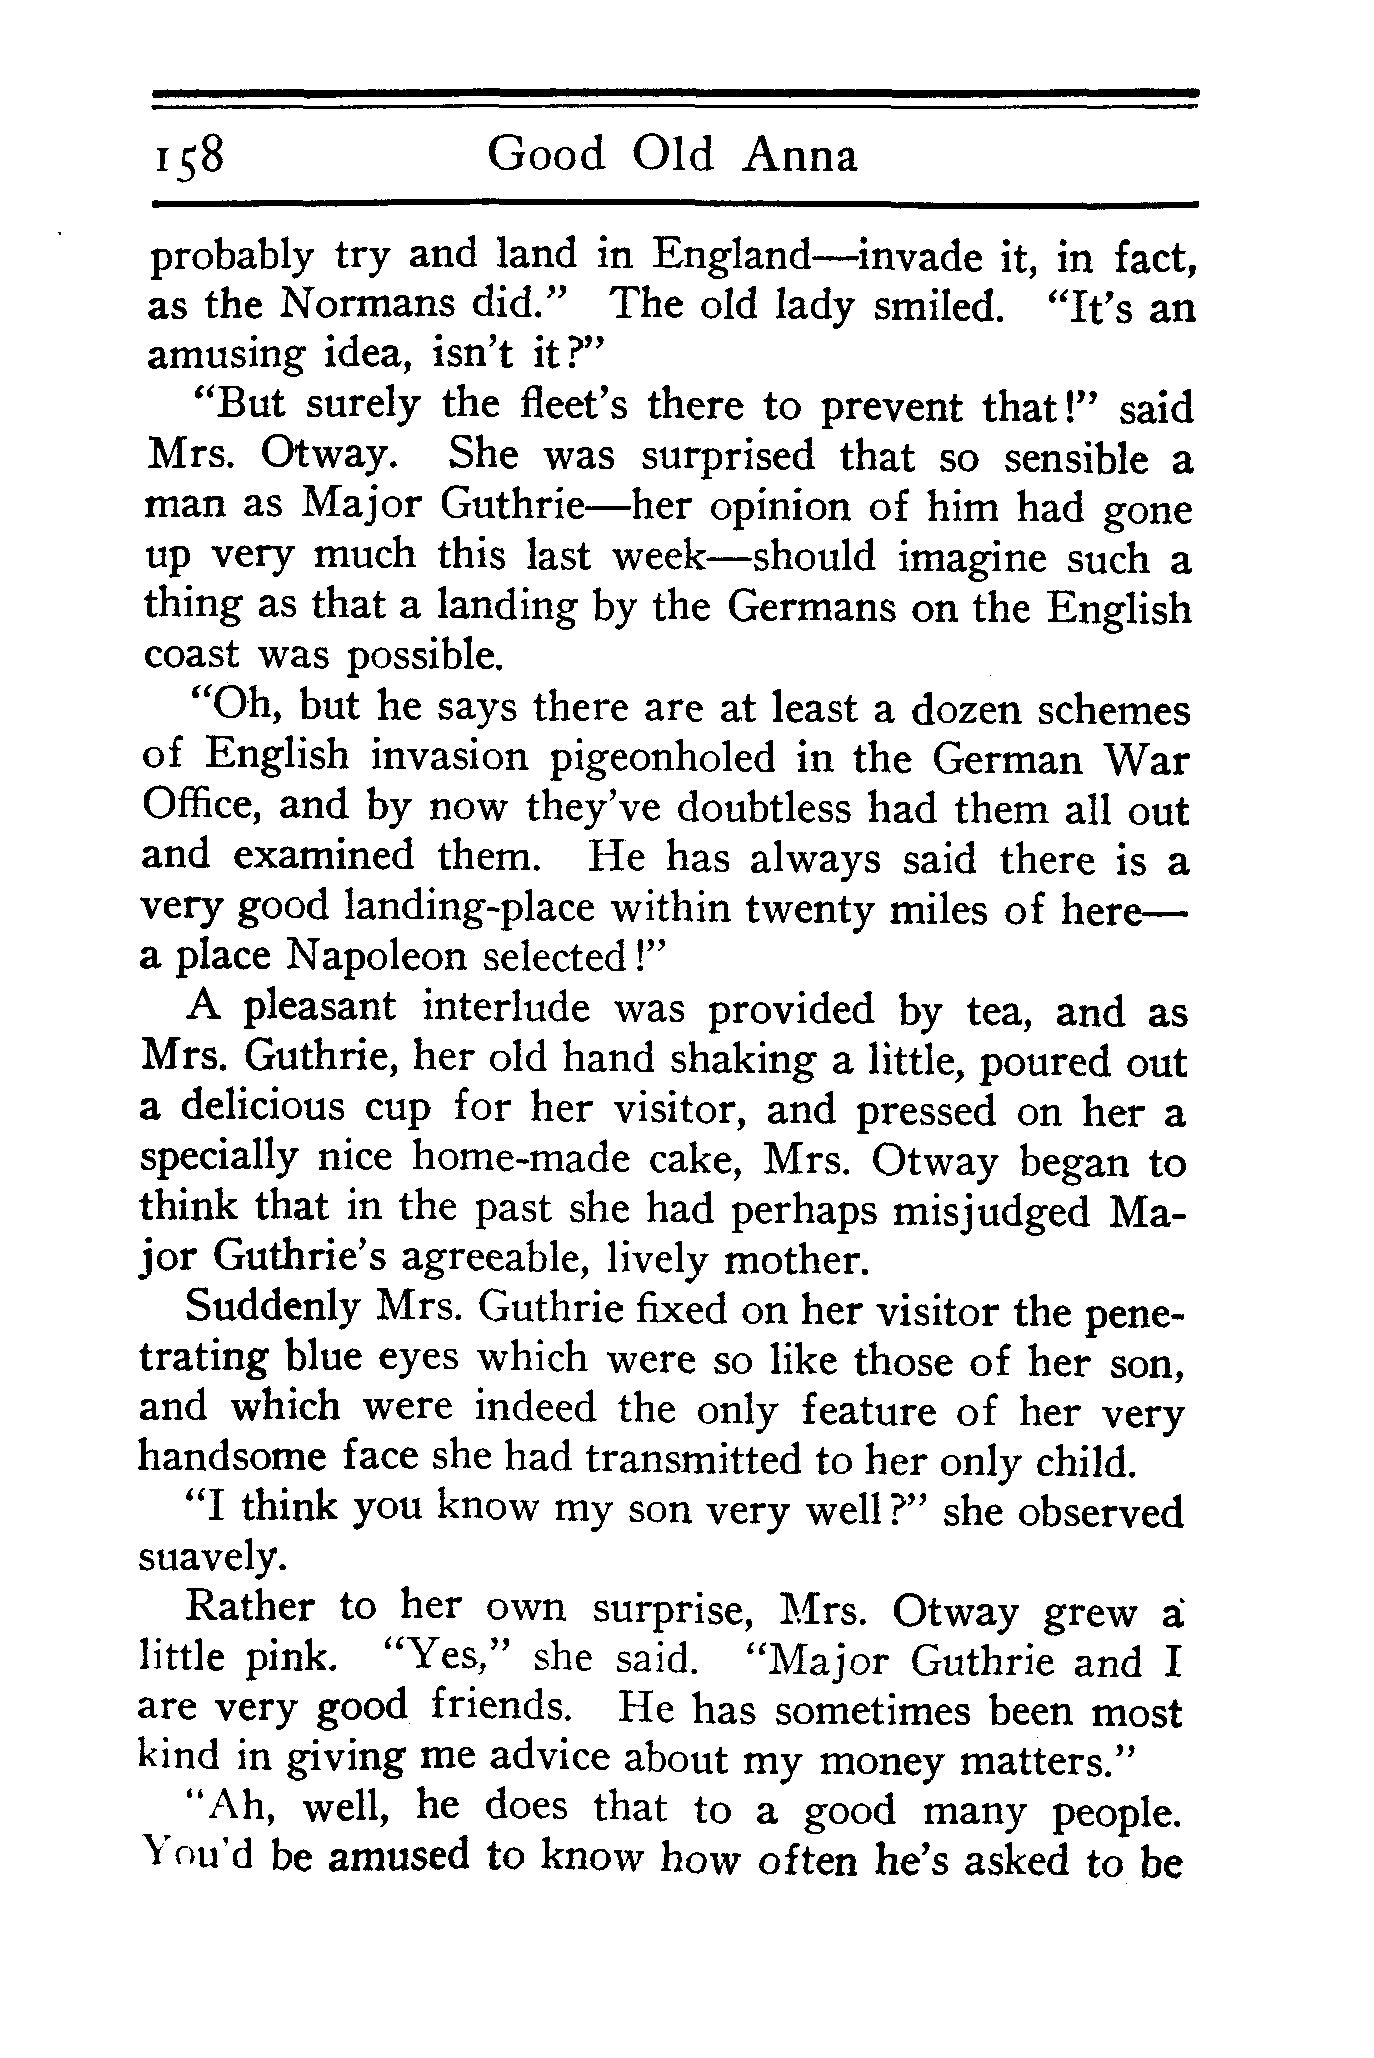 158 Good Old Anna
probably try and land in England—invade it, in fact,
as the Normans did.” The old lady smiled. “It's an
amusing idea, isn't it?”
“But surely the fleet's there to prevent that!” said
Mrs. Otway. She was surprised that so sensible a
man as Major Guthrie—her opinion of him had gone
up very much this last week—should imagine such a
thing as that a landing by the Germans on the English
coast was possible.
“Oh, but he says there are at least a dozen schemes
of English invasion pigeonholed in the German War
Office, and by now they've doubtless had them all out
and examined them. He has always said there is a
very good landing-place within twenty miles of here—
a place Napoleon selected!”
A pleasant interlude was provided by tea, and as
Mrs. Guthrie, her old hand shaking a little, poured out
a delicious cup for her visitor, and pressed on her a
specially nice home-made cake, Mrs. Otway began to
think that in the past she had perhaps misjudged Ma-
jor Guthrie's agreeable, lively mother.
Suddenly Mrs. Guthrie fixed on her visitor the pene-
trating blue eyes which were so like those of her son,
and which were indeed the only feature of her very
handsome face she had transmitted to her only child.
“I think you know my son very well?” she observed
suavely.
Rather to her own surprise, Mrs. Otway grew a
little pink. “Yes,” she said. “Major Guthrie and I
are very good friends. He has sometimes been most
kind in giving me advice about my money matters.”
“Ah, well, he does that to a good many people.
You'd be amused to know how often he's asked to be